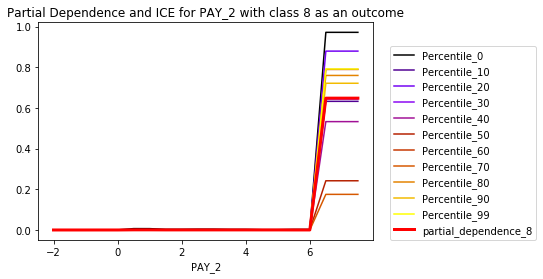 Partial Dependence and ICE for PAY_2 with class 8 as an outcome
1.0
0.8
0.6
0.4
0.2
0.0
−2
0
2
4
6
PAY_2
Percentile_0
Percentile_10
Percentile_20
Percentile_30
Percentile_40
Percentile_50
Percentile_60
Percentile_70
Percentile_80
Percentile_90
Percentile_99
partial_dependence_8